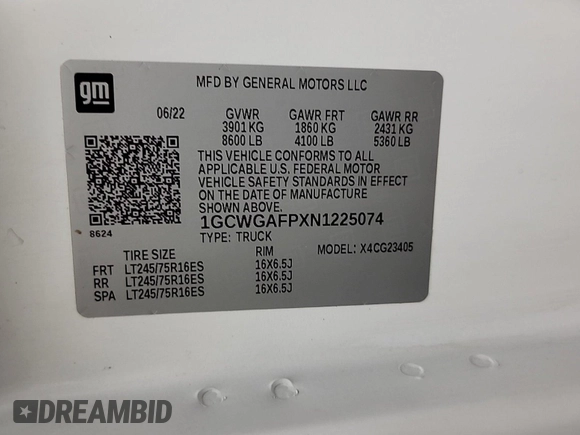 gm
MFD BY GENERAL MOTORS LLC
06/22 GVWR GAWR FRT GAWR RR
3901 KG 1860 KG 2431 KG
8600 LB 4100 LB 5360 LB
THIS VEHICLE CONFORMS TO ALL
APPLICABLE U.S. FEDERAL MOTOR
VEHICLE SAFETY STANDARDS IN EFFECT
ON THE DATE OF MANUFACTURE
SHOWN ABOVE.
8624
1GCWGAFPXN1225074
TYPE: TRUCK
MODEL: X4CG23405
TIRE SIZE RIM
FRT LT245/75R16ES 16X6.5J
RR LT245/75R16ES 16X6.5J
SPA LT245/75R16ES 16X6.5J
DREAMBID